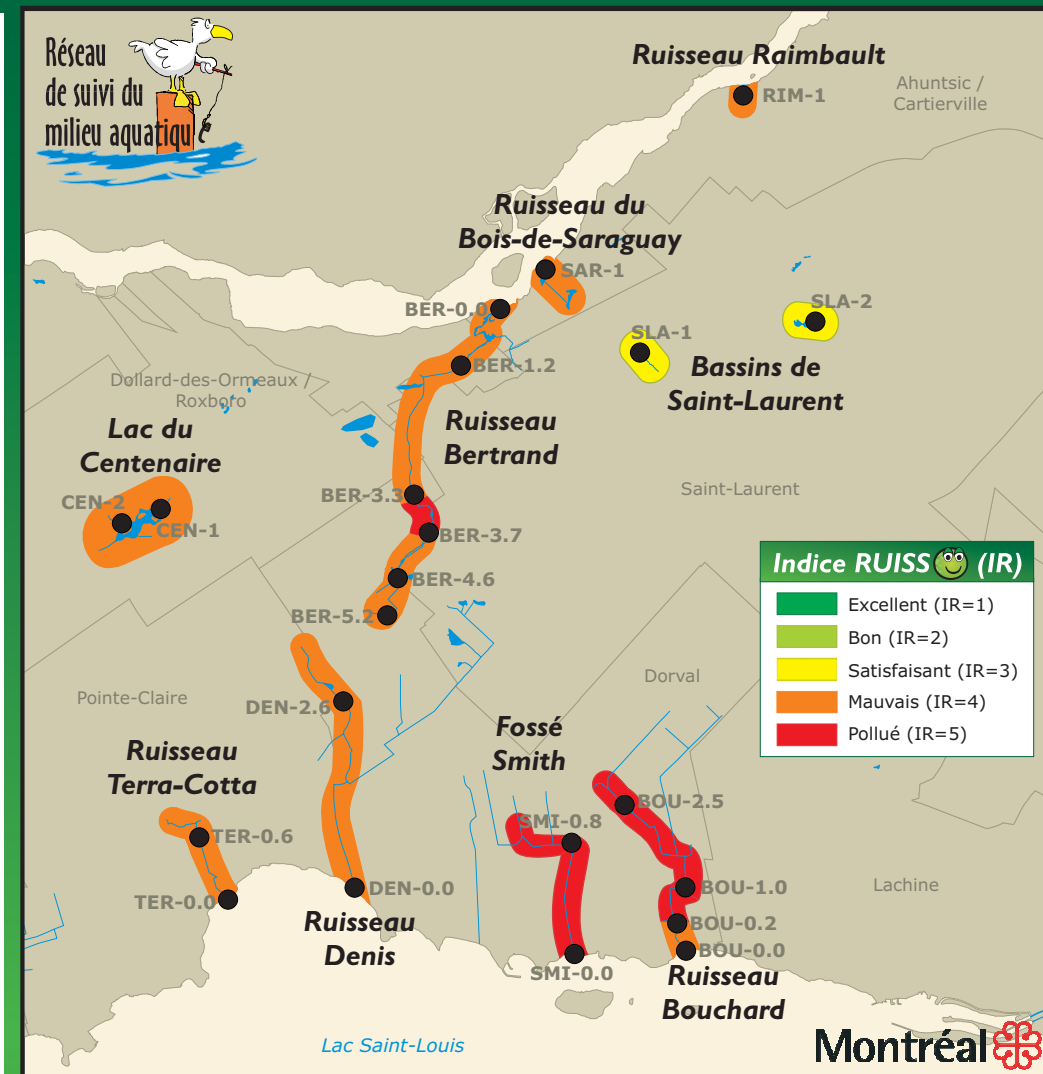 Réseau
de suivi du
milieu aquatique
Ruisseau Raimbault
RIM-1
Ahuntsic /
Cartierville
Ruisseau du
Bois-de-Saraguay
SAR-1
BER-0.0
BER-1.2
SLA-1
SLA-2
Bassins de
Saint-Laurent
Dollard-des-Ormeaux /
Roxboro
Lac du
Centenaire
CEN-2
CEN-1
Ruisseau
Bertrand
BER-3.3
BER-3.7
BER-4.6
BER-5.2
Saint-Laurent
Indice RUISSO (IR)
Excellent (IR=1)
Bon (IR=2)
Satisfaisant (IR=3)
Mauvais (IR=4)
Pollué (IR=5)
Pointe-Claire
DEN-2.6
Dorval
Ruisseau
Terra-Cotta
Fossé
Smith
TER-0.6
TER-0.0
DEN-0.0
Ruisseau
Denis
SMI-0.8
SMI-0.0
BOU-2.5
BOU-1.0
BOU-0.2
BOU-0.0
Ruisseau
Bouchard
Lachine
Lac Saint-Louis
Montréal